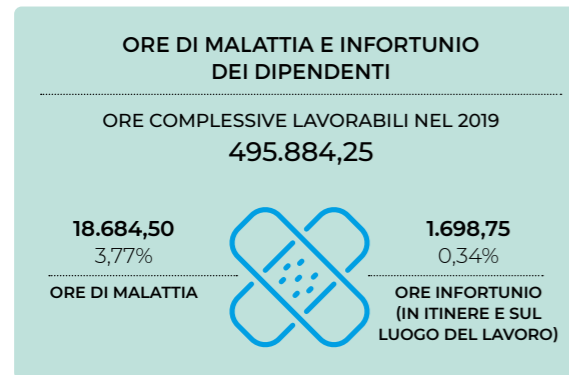 ORE DI MALATTIA E INFORTUNIO
DEI DIPENDENTI
ORE COMPLESSIVE LAVORABILI NEL 2019
495.884,25
18.684,50
3,77%
ORE DI MALATTIA
1.698,75
0,34%
ORE INFORTUNIO
(IN ITINERE E SUL
LUOGO DEL LAVORO)